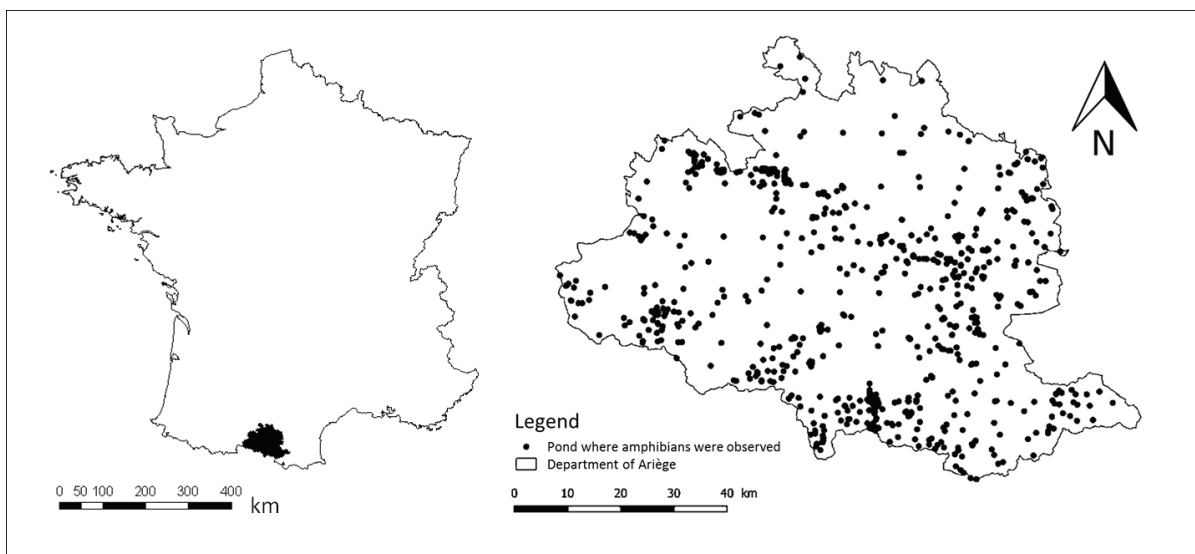 N
Legend
Pond where amphibians were observed
Department of Ariège
0 50 100 200 300 400
km
0 10 20 30 40 km